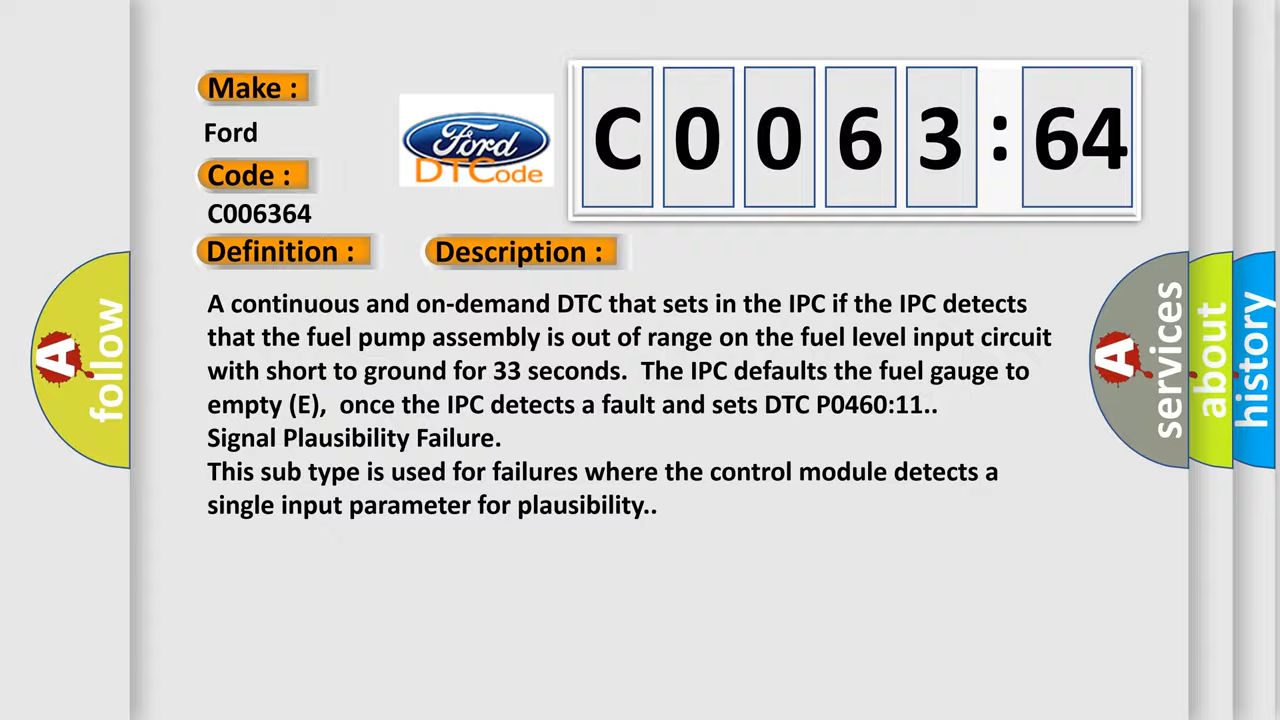 Make :
Ford
Code :
C006364
Ford
DTCode
C0063:64
Definition :
Description :
A continuous and on-demand DTC that sets in the IPC if the IPC detects
that the fuel pump assembly is out of range on the fuel level input circuit
with short to ground for 33 seconds  The IPC defaults the fuel gauge to
empty (E),  once the IPC detects a fault and sets DTC P0460:11..
Signal Plausibility Failure.
This sub type is used for failures where the control module detects a
single input parameter for plausibility..
A
follow
A
services
about
history